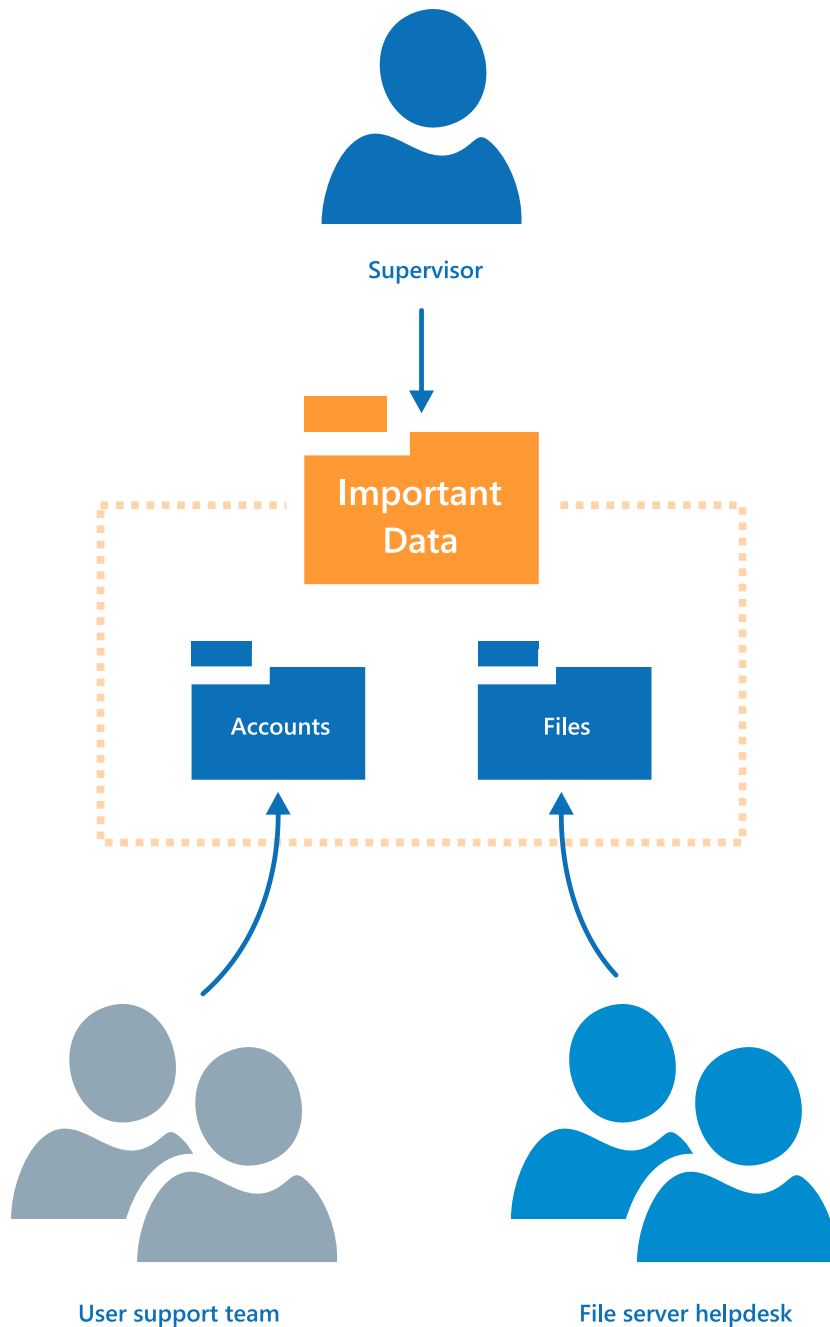 Supervisor
Important
Data
Accounts
Files
User support team
File server helpdesk